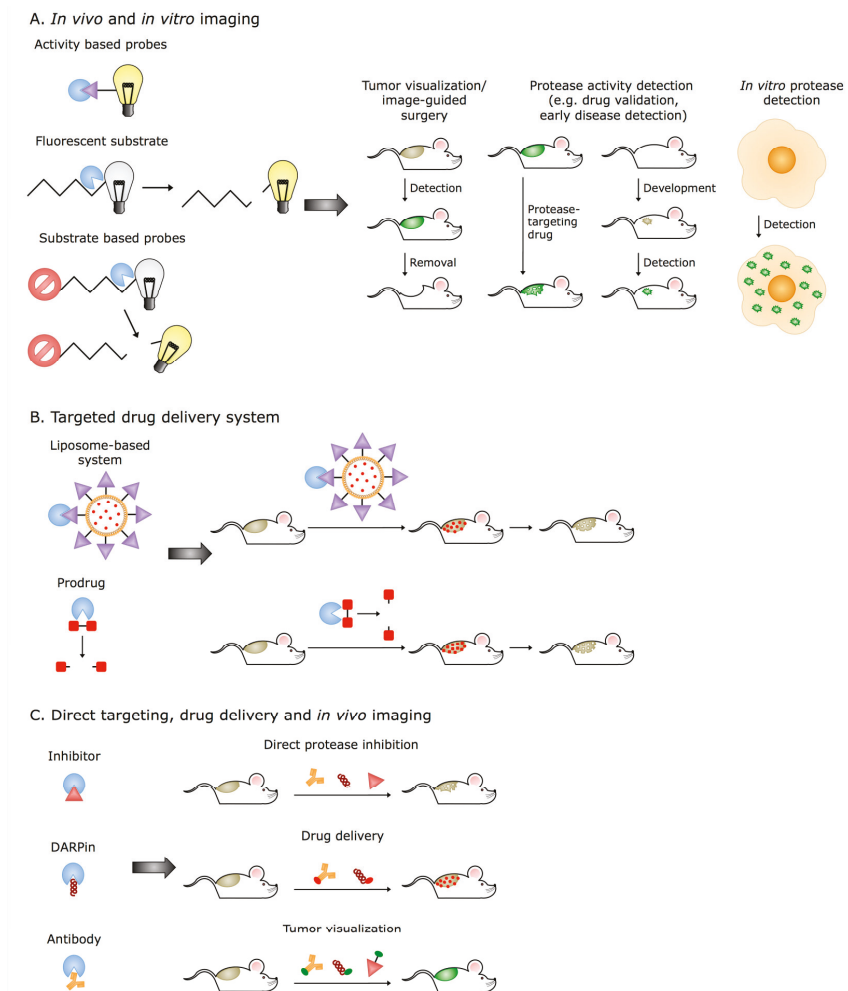 A. In vivo and in vitro imaging
Activity based probes
Fluorescent substrate
Substrate based probes
Tumor visualization/
image-guided
surgery
Detection
Removal
Protease activity detection
(e.g. drug validation,
early disease detection)
Protease-
targeting
drug
Development
Detection
In vitro protease
detection
Detection
B. Targeted drug delivery system
Liposome-based
system
Prodrug
C. Direct targeting, drug delivery and in vivo imaging
Inhibitor
Direct protease inhibition
DARPin
Drug delivery
Antibody
Tumor visualization